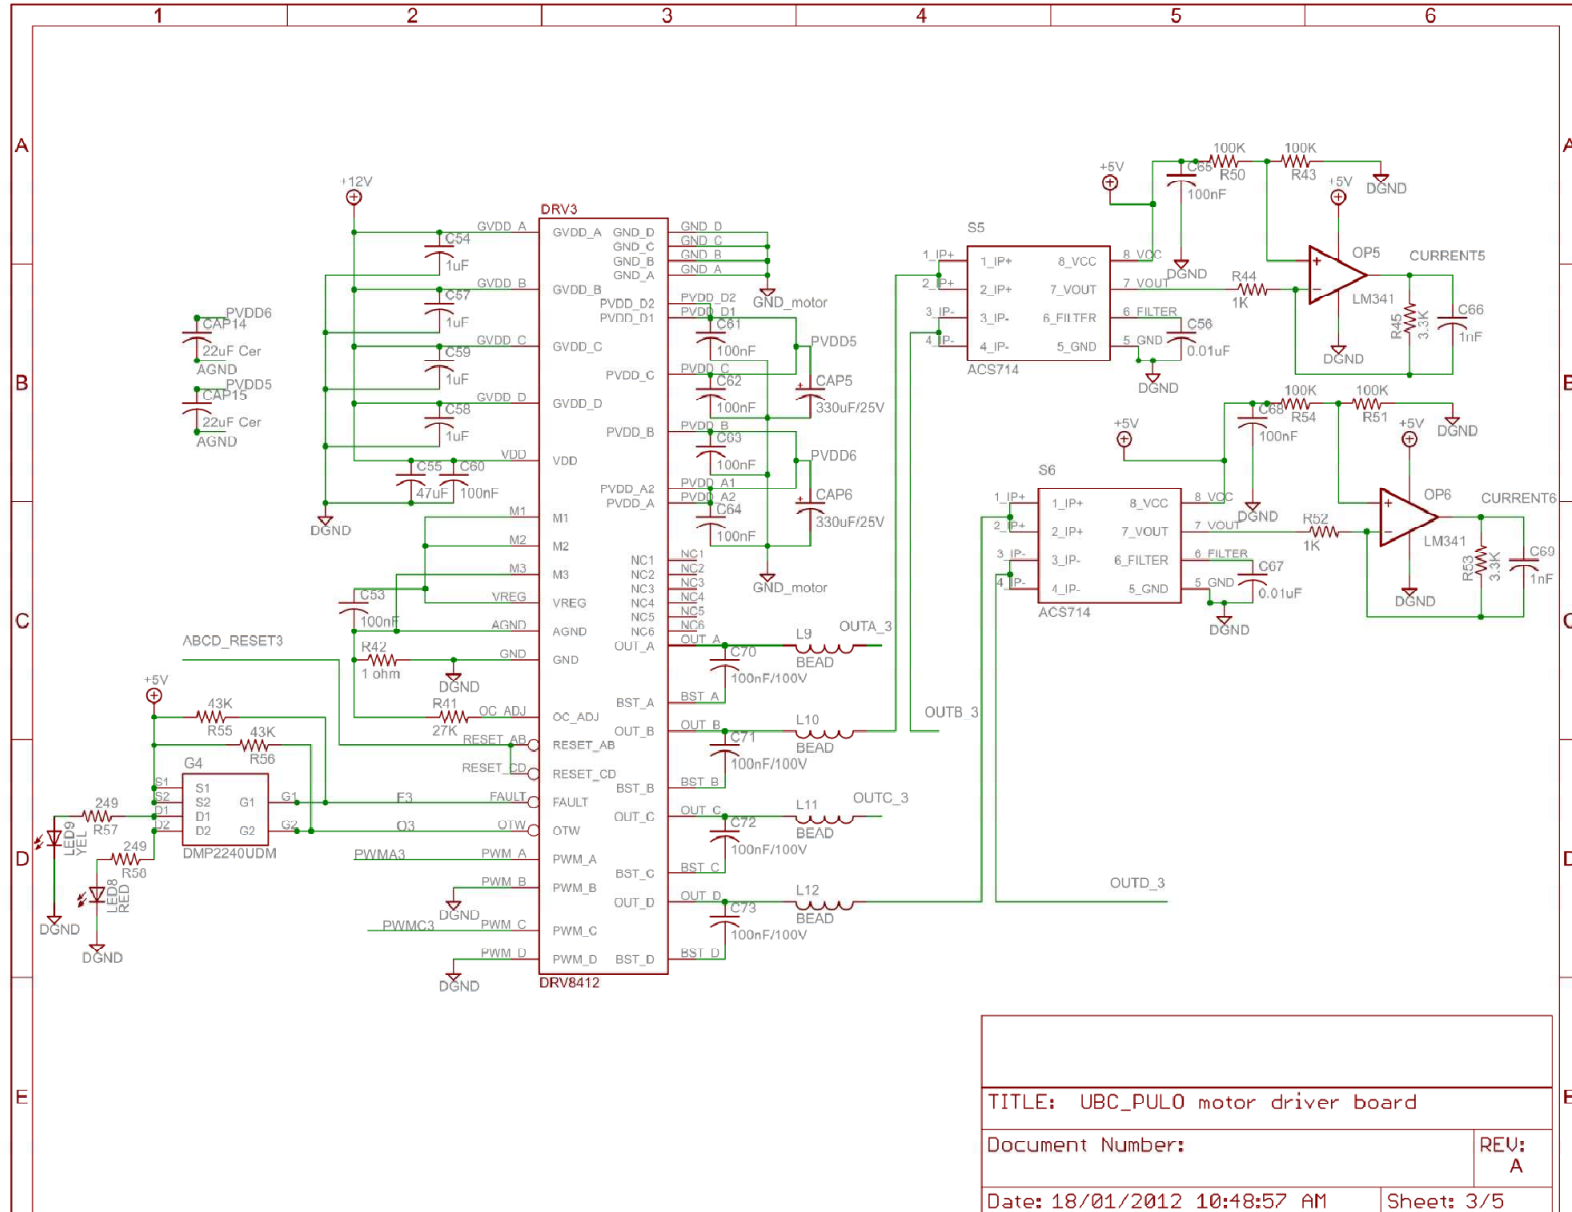 1 2 3 4 5 6
A
B
C
D
E
A
B
C
D
E
+12V
GVDD_A
C54
1uF
GVDD_B
C57
1uF
GVDD_C
C59
1uF
GVDD_D
C58
1uF
VDD
C55
47uF
C60
100nF
DGND
PVDD6
CAP14
22uF Cer
AGND
PVDD5
CAP15
22uF Cer
AGND
M1
M2
M3
VREG
C53
100nF
AGND
R42
1 ohm
GND
DGND
R41
27K
OC_ADJ
ABCD_RESET3
RESET_AB
RESET_CD
+5V
43K
R55
43K
R56
G4
S1
S2
D1
D2
S1
S2
D1
D2
G1
G2
G1
G2
DMP2240UDM
249
R57
249
R58
LED9
YEL
LED8
RED
DGND
DGND
F3
FAULT
O3
OTW
PWMA3
PWM_A
PWM_B
DGND
PWMC3
PWM_C
PWM_D
DGND
DRV3
GVDD_A
GVDD_B
GVDD_C
GVDD_D
VDD
M1
M2
M3
VREG
AGND
GND
OC_ADJ
RESET_AB
RESET_CD
FAULT
OTW
PWM_A
PWM_B
PWM_C
PWM_D
GND_D
GND_C
GND_B
GND_A
PVDD_D2
PVDD_D1
PVDD_C
PVDD_B
PVDD_A2
PVDD_A
NC1
NC2
NC3
NC4
NC5
NC6
OUT_A
BST_A
OUT_B
BST_B
OUT_C
BST_C
OUT_D
BST_D
DRV8412
GND_D
GND_C
GND_B
GND_A
GND_motor
PVDD_D2
PVDD_D1
C61
100nF
PVDD5
PVDD_C
C62
100nF
CAP5
330uF/25V
PVDD_B
C63
100nF
PVDD6
PVDD_A1
PVDD_A2
C64
100nF
CAP6
330uF/25V
GND_motor
NC1
NC2
NC3
NC4
NC5
NC6
OUT_A
C70
100nF/100V
BST_A
L9
BEAD
OUTA_3
OUT_B
C71
100nF/100V
BST_B
L10
BEAD
OUTB_3
OUT_C
C72
100nF/100V
BST_C
L11
BEAD
OUTC_3
OUT_D
C73
100nF/100V
BST_D
L12
BEAD
OUTD_3
S5
1_IP+
2_IP+
3_IP-
4_IP-
1_IP+
2_IP+
3_IP-
4_IP-
8_VCC
7_VOUT
6_FILTER
5_GND
8_VCC
7_VOUT
6_FILTER
5_GND
ACS714
+5V
C65
100nF
DGND
100K
R50
100K
R43
DGND
+5V
OP5
LM341
CURRENT5
R44
1K
C56
0.01uF
DGND
DGND
R45
3.3K
C66
1nF
S6
1_IP+
2_IP+
3_IP-
4_IP-
1_IP+
2_IP+
3_IP-
4_IP-
8_VCC
7_VOUT
6_FILTER
5_GND
8_VCC
7_VOUT
6_FILTER
5_GND
ACS714
+5V
C68
100nF
DGND
100K
R54
100K
R51
DGND
+5V
OP6
LM341
CURRENT6
R52
1K
C67
0.01uF
DGND
DGND
R53
3.3K
C69
1nF
TITLE: UBC_PULO motor driver board
Document Number:
REV:
A
Date: 18/01/2012 10:48:57 AM
Sheet: 3/5